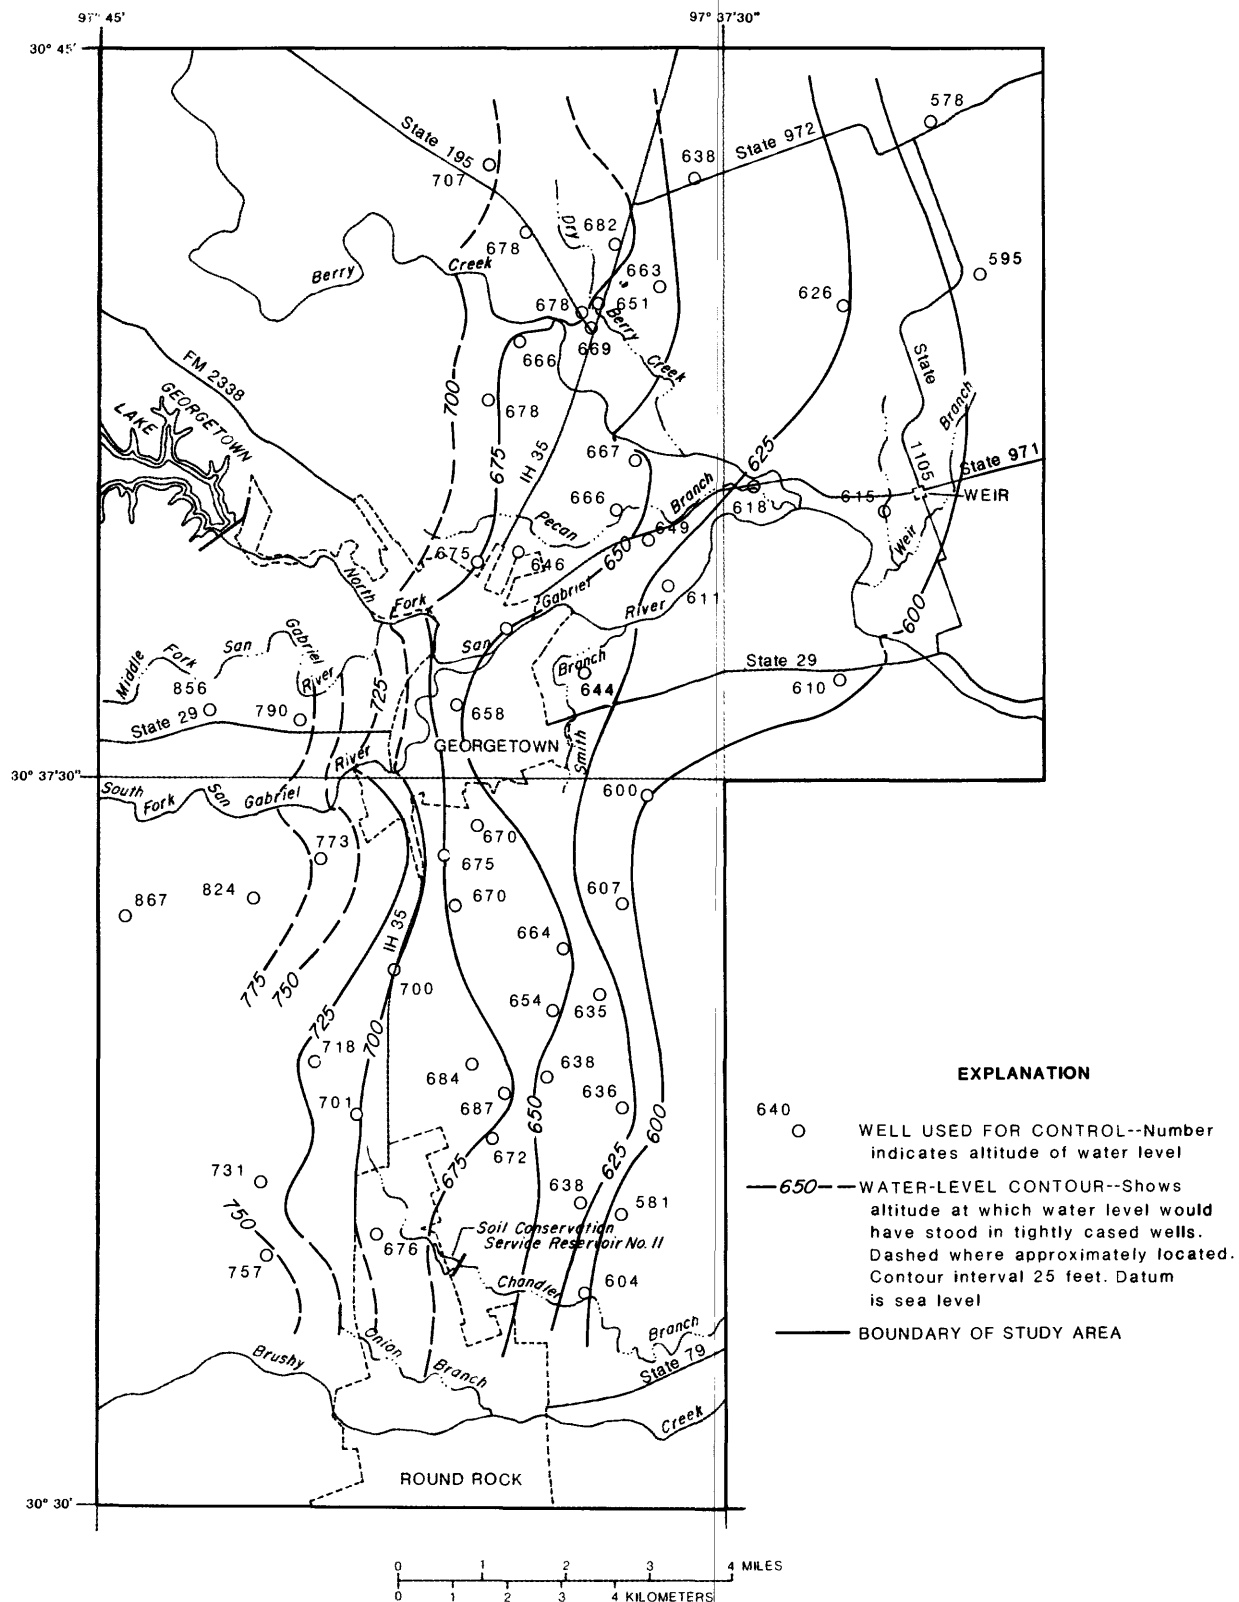 97° 45'
97° 37'30"
30° 45'
578
State 195
State 972
638
707
Dry
682
678
595
Berry
Creek
663
626
678
651
Berry
669
666
Creek
State
FM 2338
GEORGETOWN
LAKE
700
678
Branch
675
IH 35
625
667
1105
State 971
Branch
666
618
615
WEIR
Pecan
649
Weir
675
646
650
North
Fork
Gabriel
River
611
600
San
Middle
Fork
San
Gabriel
River
Branch
State 29
644
610
856
725
State 29
790
658
GEORGETOWN
Smith
River
30° 37'30"
South
Fork
San
Gabriel
600
670
773
675
824
867
670
607
IH 35
664
775
750
700
654
635
725
700
718
684
638
636
701
687
650
600
672
675
625
731
638
581
750
Soil Conservation
Service Reservoir No. 11
676
757
604
Chandler
Branch
Onion
Brushy
Branch
State 79
Creek
ROUND ROCK
30° 30'
EXPLANATION
640
WELL USED FOR CONTROL--Number
indicates altitude of water level
650
WATER-LEVEL CONTOUR--Shows
altitude at which water level would
have stood in tightly cased wells.
Dashed where approximately located.
Contour interval 25 feet. Datum
is sea level
BOUNDARY OF STUDY AREA
0 1 2 3 4 MILES
0 1 2 3 4 KILOMETERS